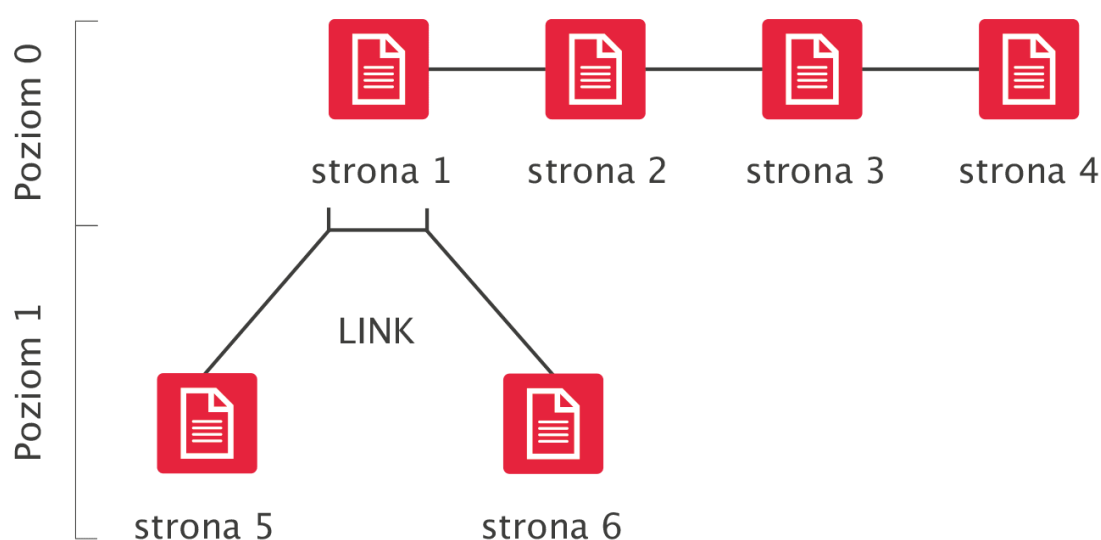 Poziom 0
strona 1
strona 2
strona 3
strona 4
Poziom 1
LINK
strona 5
strona 6